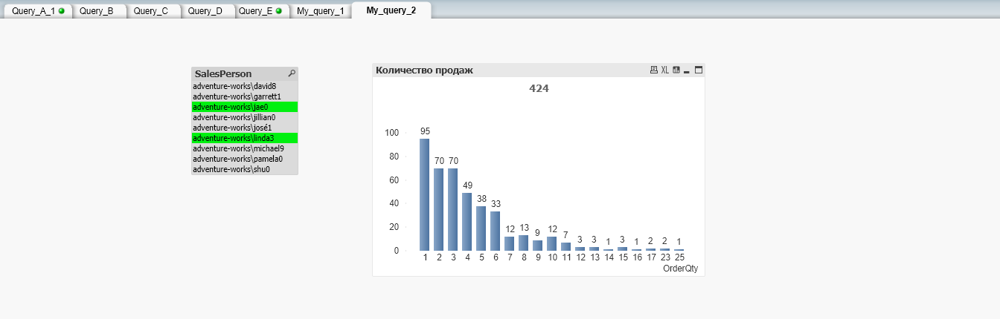 Query_A_1 Query_B Query_C Query_D Query_E My_query_1 My_query_2
SalesPerson
adventure-works\david8
adventure-works\garrett1
adventure-works\jae0
adventure-works\jillian0
adventure-works\josé1
adventure-works\linda3
adventure-works\michael9
adventure-works\pamela0
adventure-works\shu0
Количество продаж XL
424
100
80
60
40
20
0
95 70 70 49 38 33 12 13 9 12 7 3 3 1 3 1 2 2 1
1 2 3 4 5 6 7 8 9 10 11 12 13 14 15 16 17 23 25
OrderQty